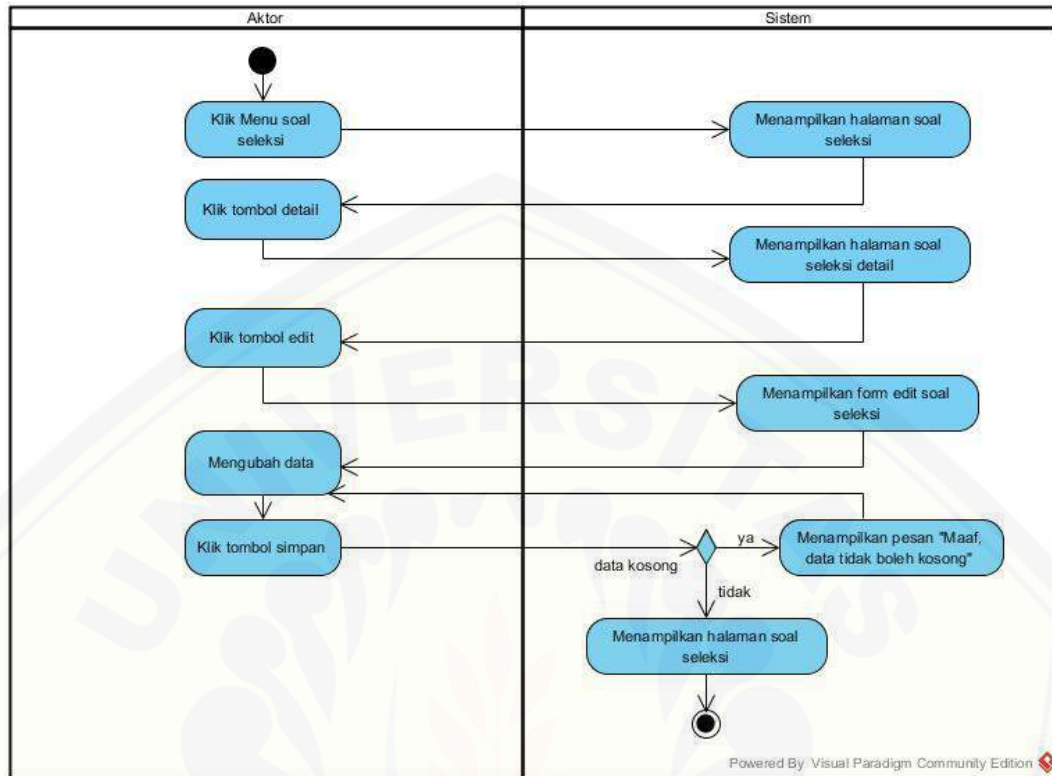 Aktor
Sistem
Klik Menu soal
seleksi
Menampilkan halaman soal
seleksi
Klik tombol detail
Menampilkan halaman soal
seleksi detail
Klik tombol edit
Menampilkan form edit soal
seleksi
Mengubah data
Klik tombol simpan
data kosong
ya
Menampilkan pesan "Maaf,
data tidak boleh kosong"
tidak
Menampilkan halaman soal
seleksi
UNIVERSITAS
Powered By Visual Paradigm Community Edition